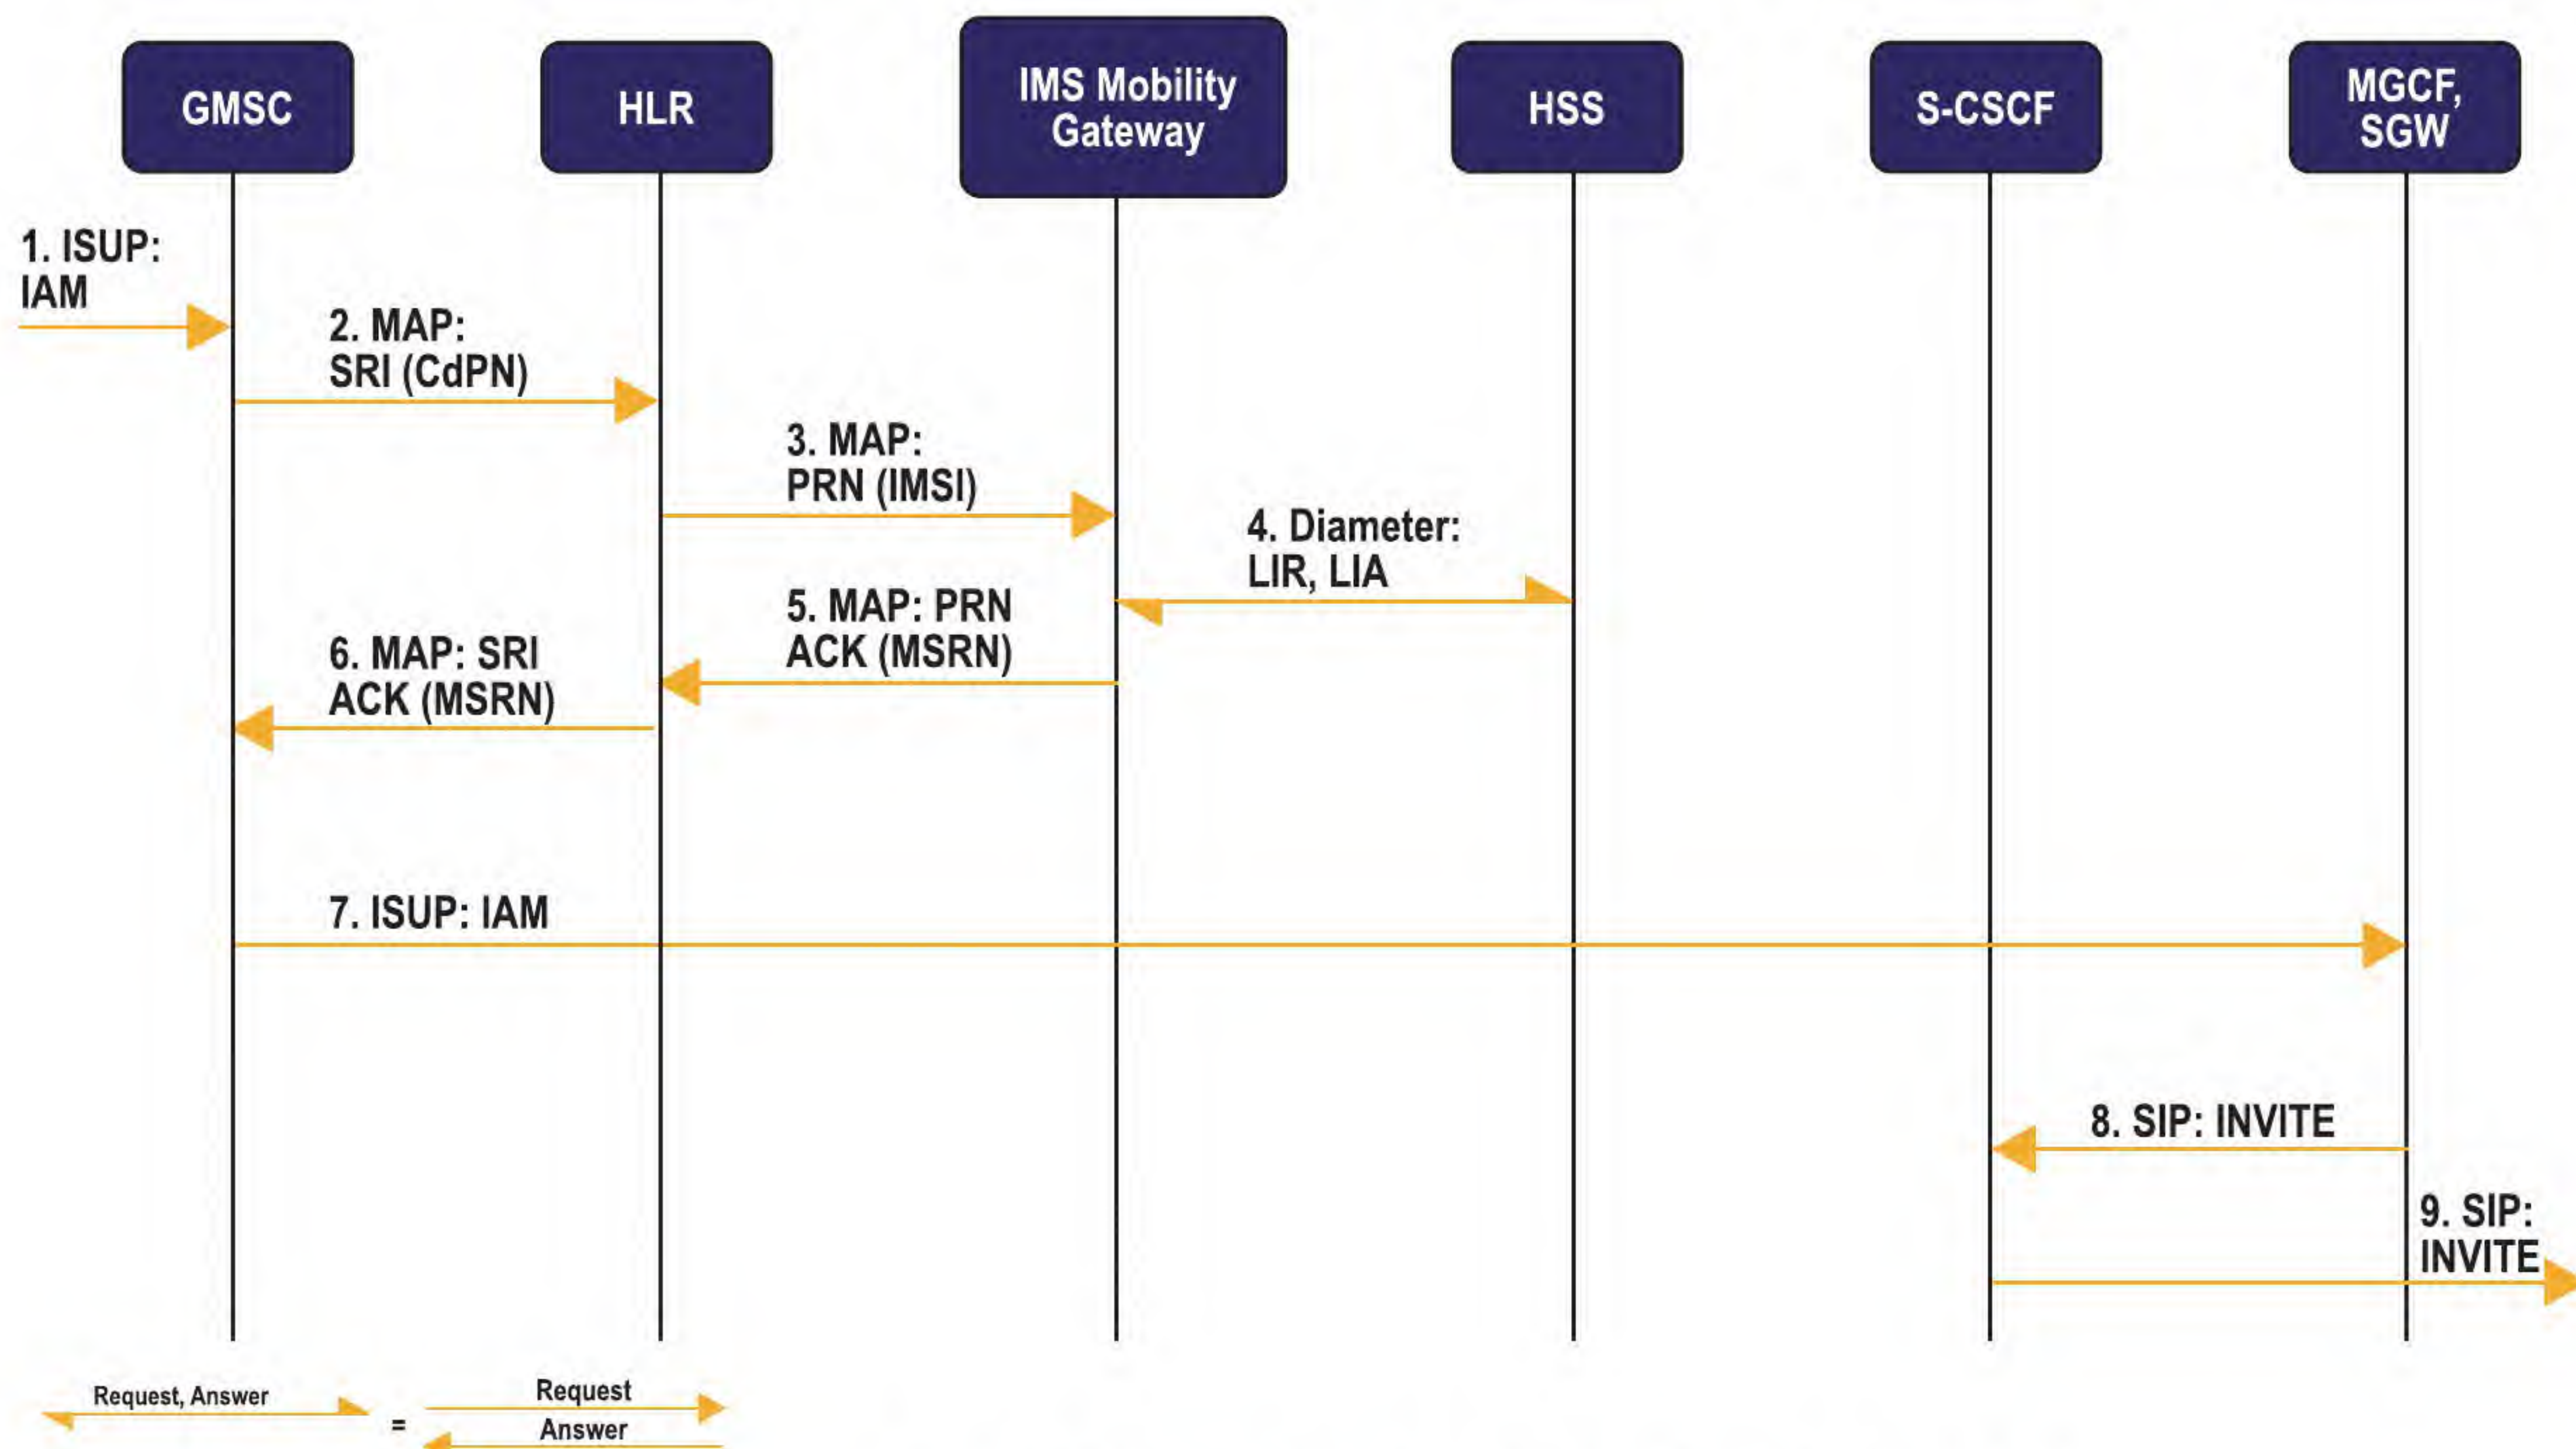 GMSC
HLR
IMS Mobility
Gateway
HSS
S-CSCF
MGCF,
SGW
1. ISUP:
IAM
2. MAP:
SRI (CdPN)
3. MAP:
PRN (IMSI)
4. Diameter:
LIR, LIA
5. MAP: PRN
ACK (MSRN)
6. MAP: SRI
ACK (MSRN)
7. ISUP: IAM
8. SIP: INVITE
9. SIP:
INVITE
Request, Answer
=
Request
Answer